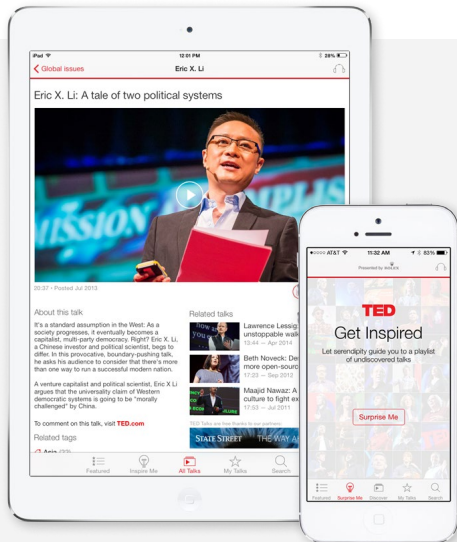 iPad
12:01 PM
28%
Global issues
Eric X. Li
Eric X. Li: A tale of two political systems
MISSION
20:37 · Posted Jul 2013
About this talk
It's a standard assumption in the West: As a
society progresses, it eventually becomes a
capitalist, multi-party democracy. Right? Eric X. Li,
a Chinese investor and political scientist, begs to
differ. In this provocative, boundary-pushing talk,
he asks his audience to consider that there's more
than one way to run a successful modern nation.
A venture capitalist and political scientist, Eric X Li
argues that the universality claim of Western
democratic systems is going to be "morally
challenged" by China.
To comment on this talk, visit TED.com
Related tags
Asia
Related talks
Lawrence Lessig
unstoppable
12:44 — Apr 2014
Beth Noveck:
more
17:23 — Sep 2012
Maajid Nawaz: A
culture to fight
17:53 — Jul 2011
TED Talks are free thanks to our partners
STATE STREET THE WAY
Featured
Inspire Me
All Talks
My Talks
Search
AT&T
11:32 AM
83%
Presented by ROLEX
TED
Get Inspired
Let serendipity guide you to a playlist
of undiscovered talks
Surprise Me
Featured
Surprise Me
Discover
My Talks
Search